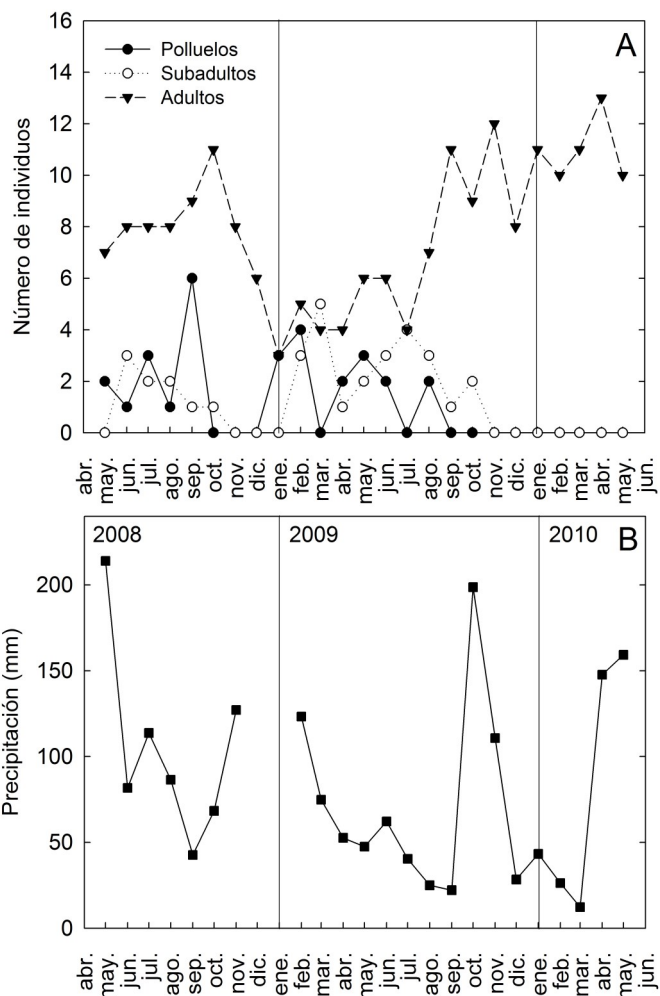 16
14
12
10
8
6
4
2
0
Número de individuos
Polluelos
Subadultos
Adultos
A
abr.
may.
jun.
jul.
ago.
sep.
oct.
nov.
dic.
ene.
feb.
mar.
abr.
may.
jun.
jul.
ago.
sep.
oct.
nov.
dic.
ene.
feb.
mar.
abr.
may.
jun.
2008
2009
2010
B
200
150
100
50
0
Precipitación (mm)
abr.
may.
jun.
jul.
ago.
sep.
oct.
nov.
dic.
ene.
feb.
mar.
abr.
may.
jun.
jul.
ago.
sep.
oct.
nov.
dic.
ene.
feb.
mar.
abr.
may.
jun.